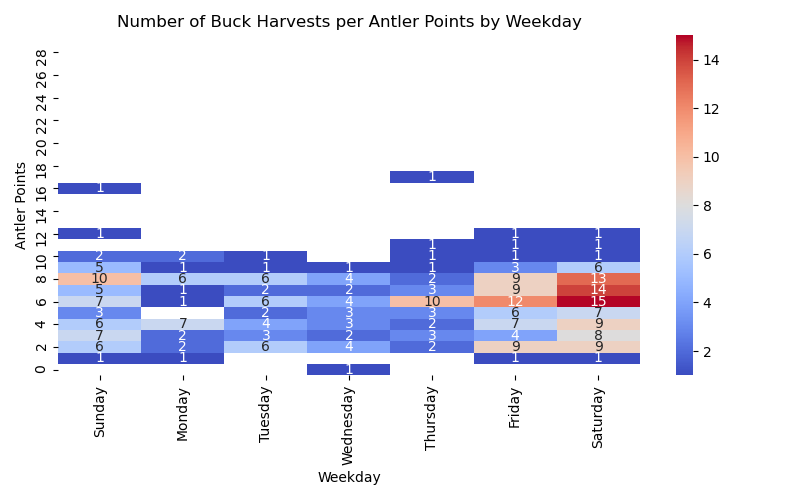 Number of Buck Harvests per Antler Points by Weekday
Antler Points
28
26
24
22
20
18
1
16 1
14
12 1 1 1
1 1 1
10 2 2 1 1 1 1
5 1 1 1 1 3 6
8 10 6 6 4 2 9 13
5 1 2 2 3 9 14
6 7 1 6 4 10 12 15
3 2 3 3 6 7
4 6 7 4 3 2 7 9
7 2 3 2 3 4 8
2 6 2 6 4 2 9 9
1 1 1 1
0 1
Sunday
Monday
Tuesday
Wednesday
Thursday
Friday
Saturday
Weekday
14
12
10
8
6
4
2